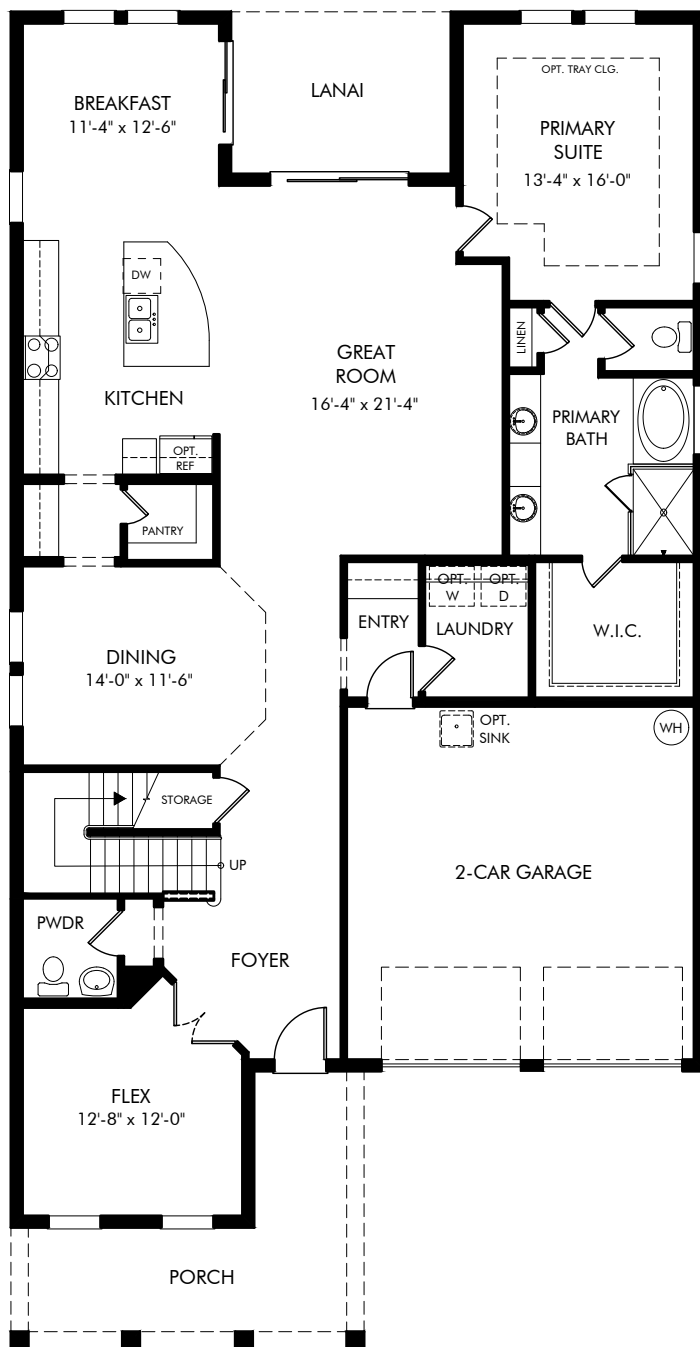 LANAI
BREAKFAST
11'-4" x 12'-6"
OPT. TRAY CLG.
PRIMARY
SUITE
13'-4" x 16'-0"
DW
LINEN
GREAT
ROOM
16'-4" x 21'-4"
KITCHEN
PRIMARY
BATH
OPT.
REF
PANTRY
OPT.
W
OPT.
D
ENTRY
LAUNDRY
W.I.C.
DINING
14'-0" x 11'-6"
OPT.
SINK
WH
STORAGE
UP
2-CAR GARAGE
PWDR
FOYER
FLEX
12'-8" x 12'-0"
PORCH